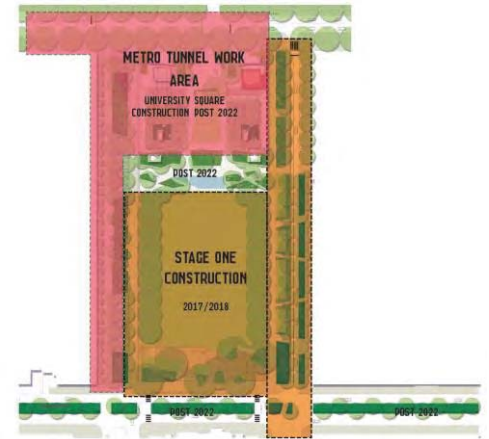 METRO TUNNEL WORK
AREA
UNIVERSITY SQUARE
CONSTRUCTION POST 2022
POST 2022
STAGE ONE
CONSTRUCTION
2017/2018
POST 2022
POST 2022